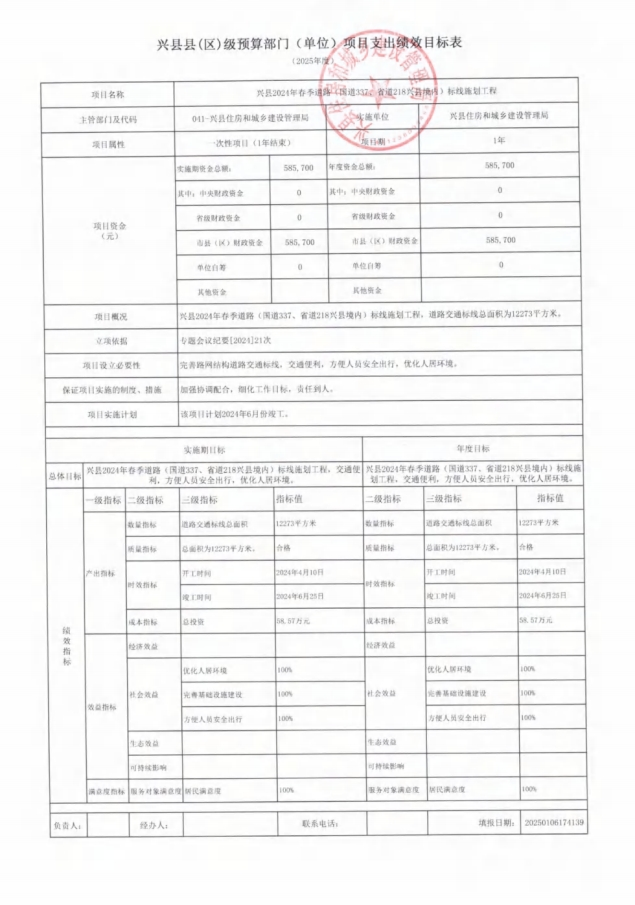 兴县县(区)级预算部门（单位）项目支出绩效目标表
（2025年度）
项目名称 兴县2024年春季道路（国道337、省道218兴县境内）标线施划工程
主管部门及代码 041-兴县住房和城乡建设管理局 实施单位 兴县住房和城乡建设管理局
项目属性 一次性项目（1年结束） 项目期 1年
项目资金
（元）
实施期资金总额： 585,700 年度资金总额： 585,700
其中：中央财政资金 0 其中：中央财政资金 0
省级财政资金 0 省级财政资金 0
市县（区）财政资金 585,700 市县（区）财政资金 585,700
单位自筹 0 单位自筹 0
其他资金 其他资金
项目概况 兴县2024年春季道路（国道337、省道218兴县境内）标线施划工程，道路交通标线总面积为12273平方米。
立项依据 专题会议纪要[2024]21次
项目设立必要性 完善路网结构道路交通标线，交通便利，方便人员安全出行，优化人居环境。
保证项目实施的制度、措施 加强协调配合，细化工作目标，责任到人。
项目实施计划 该项目计划2024年6月份竣工。
实施期目标 年度目标
总体目标 兴县2024年春季道路（国道337、省道218兴县境内）标线施划工程，交通便利，方便人员安全出行，优化人居环境。 兴县2024年春季道路（国道337、省道218兴县境内）标线施划工程，交通便利，方便人员安全出行，优化人居环境。
绩效指标
一级指标 二级指标 三级指标 指标值 二级指标 三级指标 指标值
产出指标
数量指标 道路交通标线总面积 12273平方米 数量指标 道路交通标线总面积 12273平方米
质量指标 总面积为12273平方米。 合格 质量指标 总面积为12273平方米。 合格
时效指标 开工时间 2024年4月10日 时效指标 开工时间 2024年4月10日
竣工时间 2024年6月25日 竣工时间 2024年6月25日
成本指标 总投资 58.57万元 成本指标 总投资 58.57万元
效益指标
经济效益 经济效益
社会效益 优化人居环境 100% 社会效益 优化人居环境 100%
完善基础设施建设 100% 完善基础设施建设 100%
方便人员安全出行 100% 方便人员安全出行 100%
生态效益 生态效益
可持续影响 可持续影响
满意度指标 服务对象满意度 居民满意度 100% 服务对象满意度 居民满意度 100%
负责人： 经办人： 联系电话： 填报日期： 20250106174139
兴县住房和城乡建设管理局